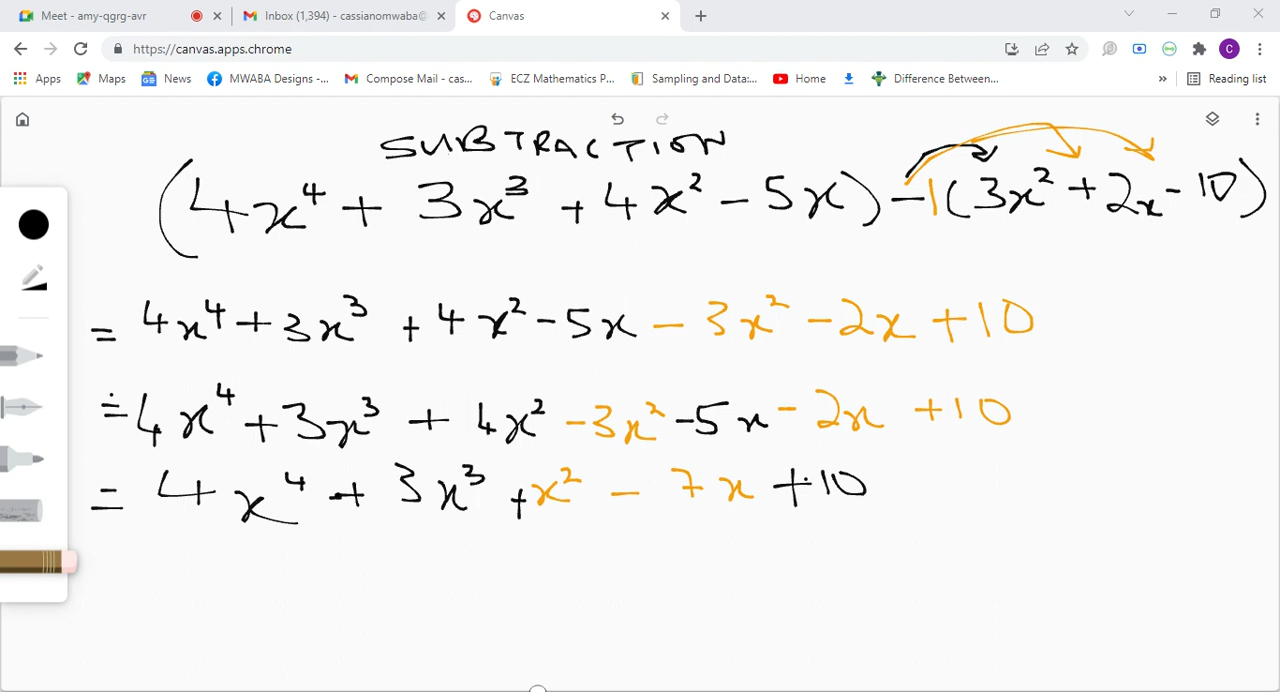 Meet - amy-qgrg-avr
Inbox (1,394) - cassianomwaba@
Canvas
https://canvas.apps.chrome
C
Apps
Maps
News
MWABA Designs -...
Compose Mail - cas...
ECZ Mathematics P...
Sampling and Data:...
Home
Difference Between...
»
Reading list
SUBTRACTION
(4x⁴ + 3x³ + 4x² - 5x) - 1(3x² + 2x - 10)
= 4x⁴ + 3x³ + 4x² - 5x - 3x² - 2x + 10
= 4x⁴ + 3x³ + 4x² - 3x² - 5x - 2x + 10
= 4x⁴ + 3x³ + x² - 7x + 10